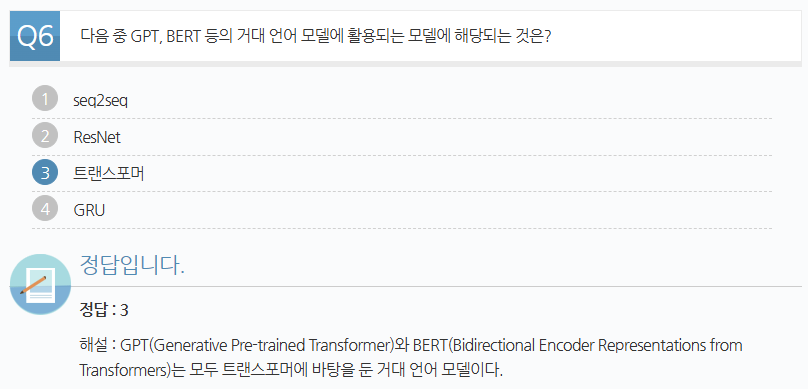 Q6 다음 중 GPT, BERT 등의 거대 언어 모델에 활용되는 모델에 해당되는 것은?
1 seq2seq
2 ResNet
3 트랜스포머
4 GRU
정답입니다.
정답 : 3
해설 : GPT(Generative Pre-trained Transformer)와 BERT(Bidirectional Encoder Representations from
Transformers)는 모두 트랜스포머에 바탕을 둔 거대 언어 모델이다.